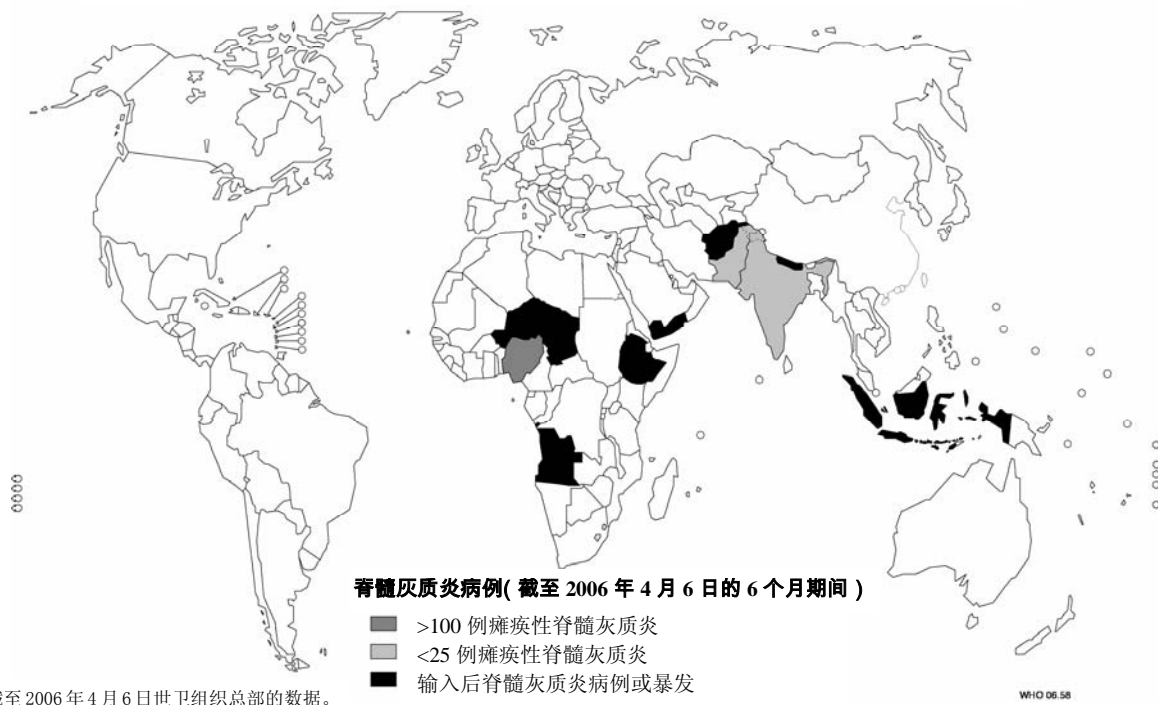 脊髓灰质炎病例( 截至 2006 年 4 月 6 日的 6 个月期间 )
>100 例瘫痪性脊髓灰质炎
<25 例瘫痪性脊髓灰质炎
输入后脊髓灰质炎病例或暴发
至 2006 年 4 月 6 日世卫组织总部的数据。
WHO 06.58